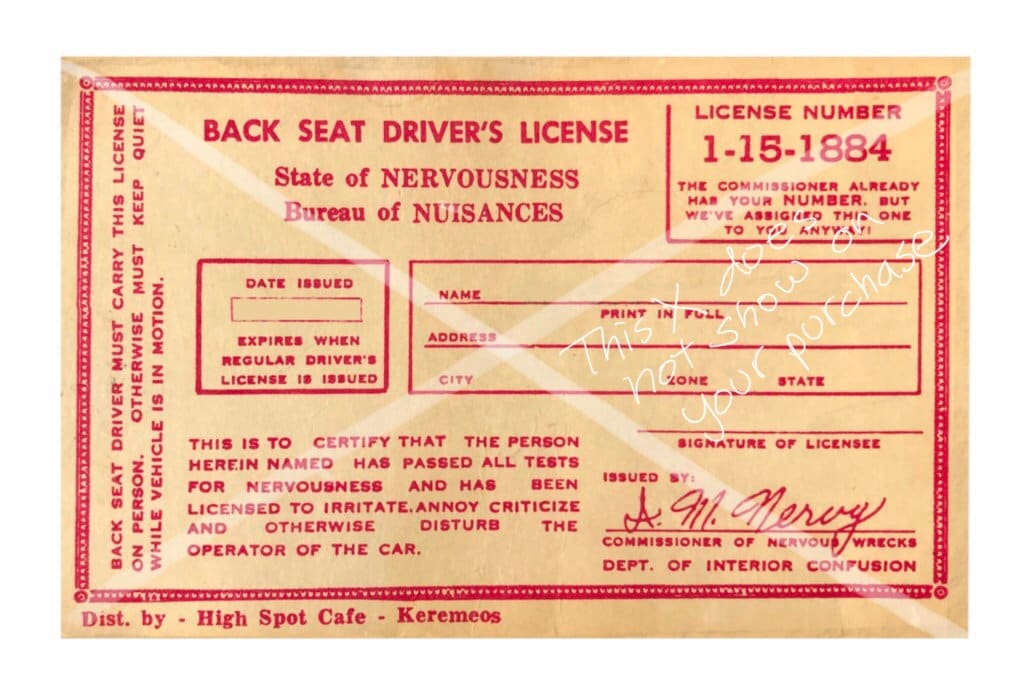 BACK SEAT DRIVER MUST CARRY THIS LICENSE
ON PERSON. OTHERWISE MUST KEEP QUIET
WHILE VEHICLE IS IN MOTION.
BACK SEAT DRIVER'S LICENSE
State of NERVOUSNESS
Bureau of NUISANCES
LICENSE NUMBER
1-15-1884
THE COMMISSIONER ALREADY
HAS YOUR NUMBER. BUT
WE'VE ASSIGNED THIS ONE
TO YOU ANYWAY!
DATE ISSUED
EXPIRES WHEN
REGULAR DRIVER'S
LICENSE IS ISSUED
NAME
PRINT IN FULL
ADDRESS
CITY ZONE STATE
This X does
not show on
your purchase
THIS IS TO CERTIFY THAT THE PERSON
HEREIN NAMED HAS PASSED ALL TESTS
FOR NERVOUSNESS AND HAS BEEN
LICENSED TO IRRITATE, ANNOY CRITICIZE
AND OTHERWISE DISTURB THE
OPERATOR OF THE CAR.
SIGNATURE OF LICENSEE
ISSUED BY:
A. M. Nervoy
COMMISSIONER OF NERVOUS WRECKS
DEPT. OF INTERIOR CONFUSION
Dist. by - High Spot Cafe - Keremeos